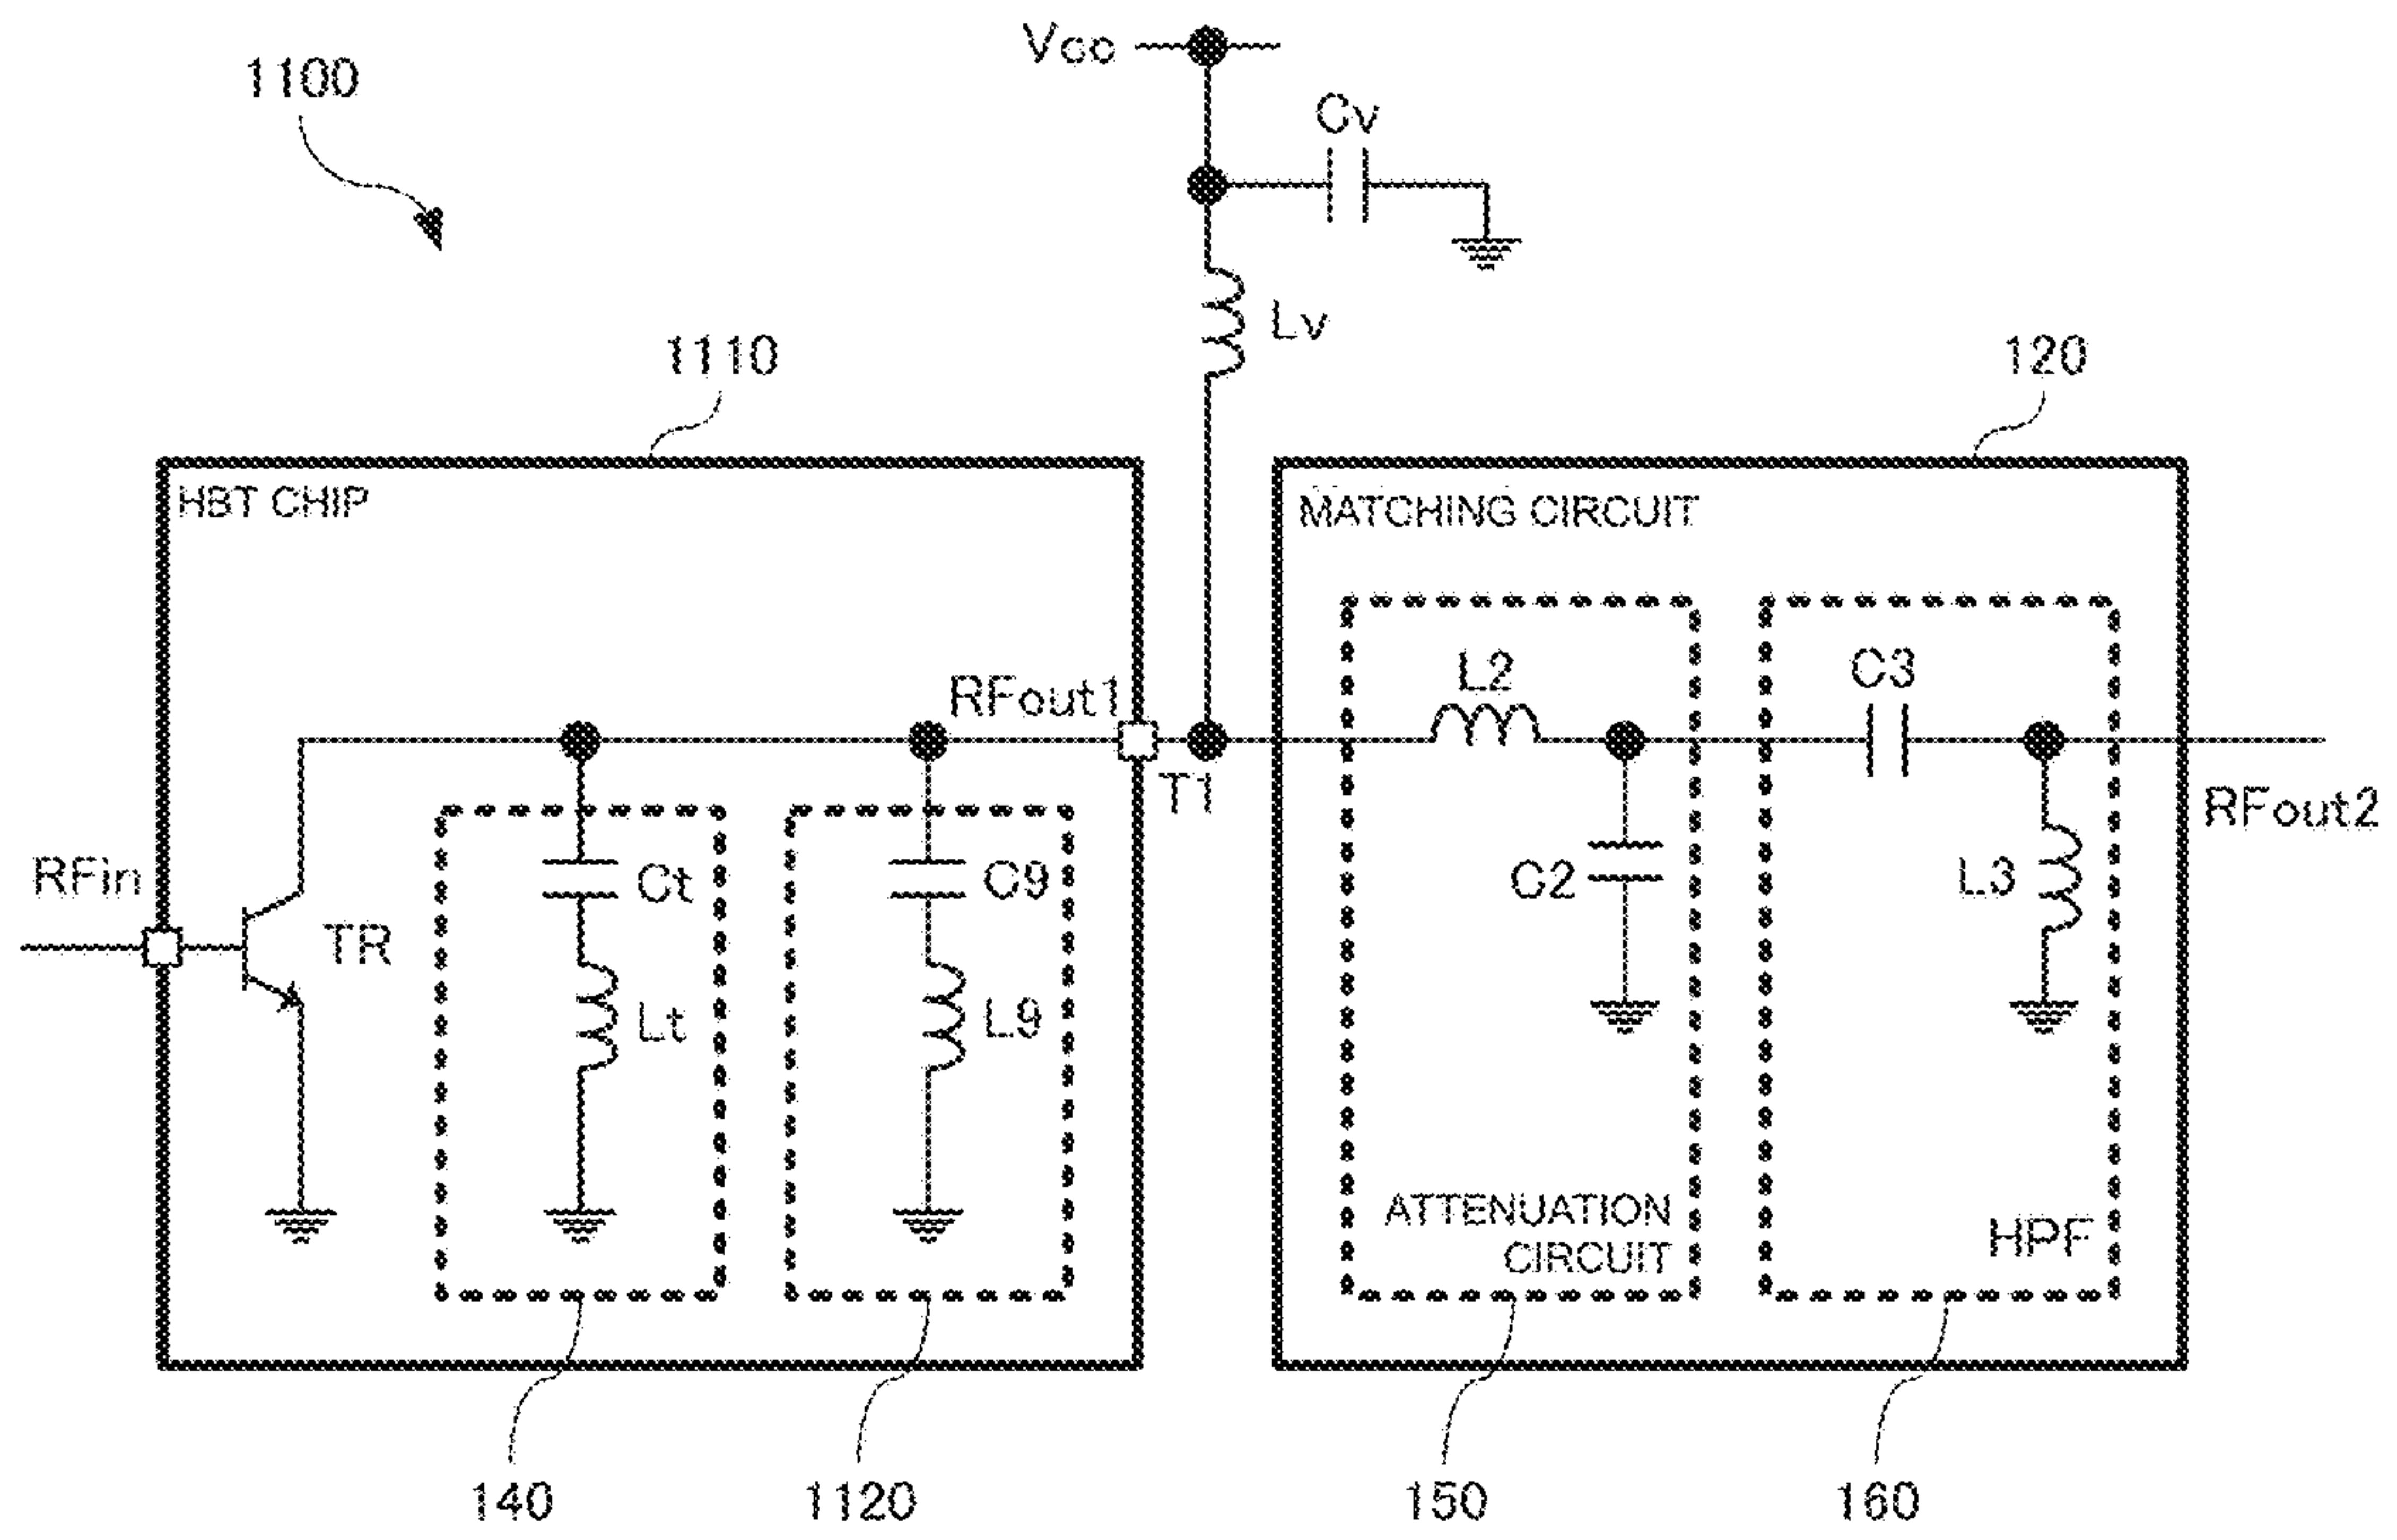 Vcc
1100
Cv
Lv
1110
120
HBT CHIP
MATCHING CIRCUIT
RFout1
L2
C3
T1
RFout2
RFin
TR
Ct
C9
C2
L3
Lt
L9
ATTENUATION
CIRCUIT
HPF
140
1120
150
160